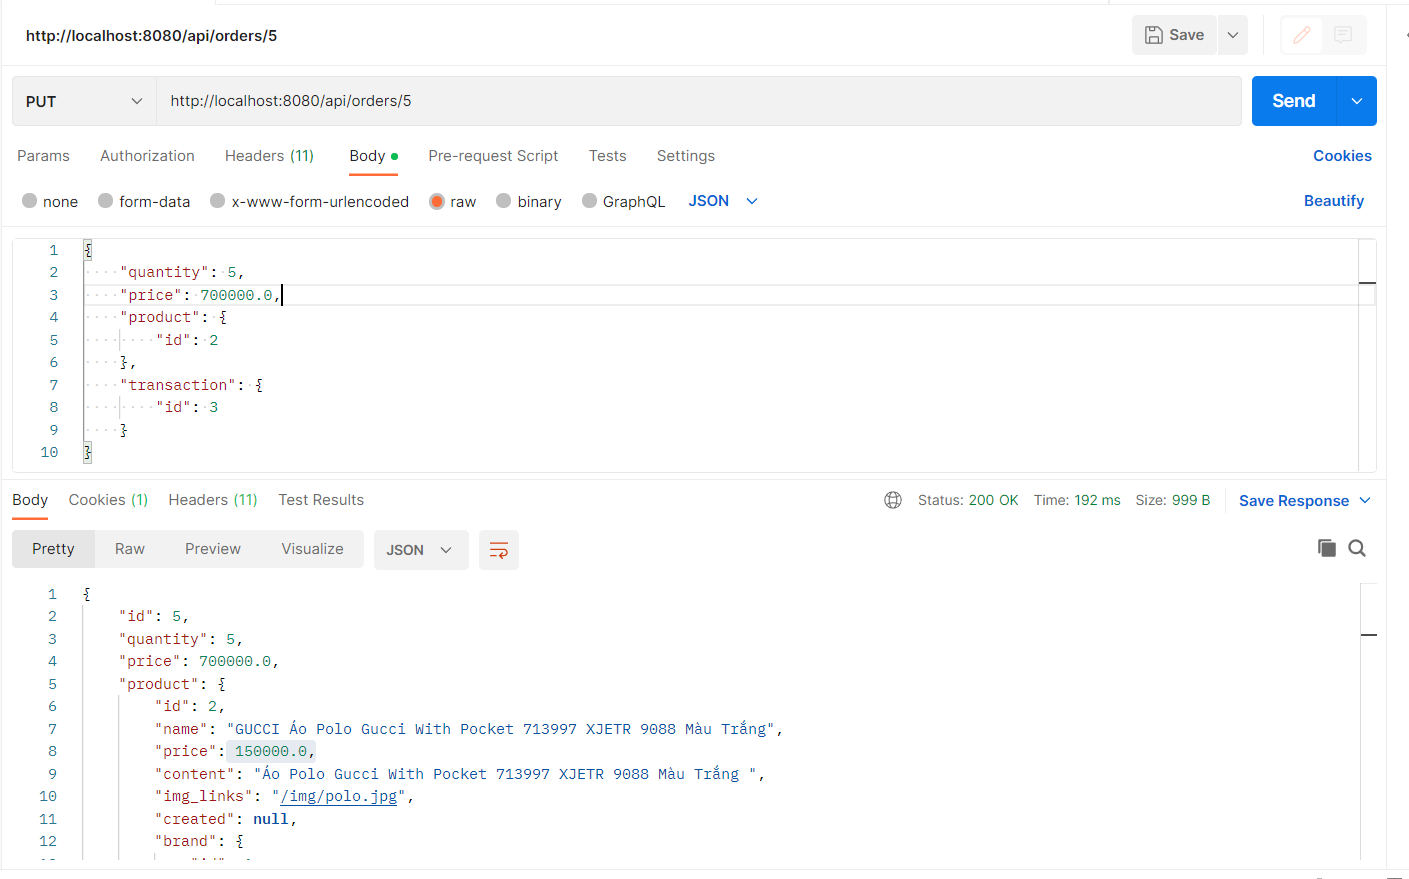 http://localhost:8080/api/orders/5
Save
PUT
http://localhost:8080/api/orders/5
Send
Params Authorization Headers (11) Body Pre-request Script Tests Settings Cookies
none form-data x-www-form-urlencoded raw binary GraphQL JSON Beautify
1 {
2 "quantity": 5,
3 "price": 700000.0,
4 "product": {
5 "id": 2
6 },
7 "transaction": {
8 "id": 3
9 }
10 }
Body Cookies (1) Headers (11) Test Results Status: 200 OK Time: 192 ms Size: 999 B Save Response
Pretty Raw Preview Visualize JSON
1 {
2 "id": 5,
3 "quantity": 5,
4 "price": 700000.0,
5 "product": {
6 "id": 2,
7 "name": "GUCCI Áo Polo Gucci With Pocket 713997 XJETR 9088 Màu Trắng",
8 "price": 150000.0,
9 "content": "Áo Polo Gucci With Pocket 713997 XJETR 9088 Màu Trắng ",
10 "img_links": "/img/polo.jpg",
11 "created": null,
12 "brand": {